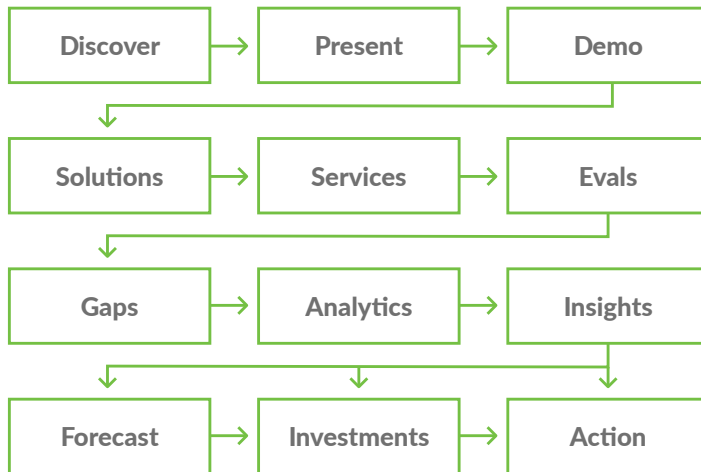 Discover
Present
Demo
Solutions
Services
Evals
Gaps
Analytics
Insights
Forecast
Investments
Action